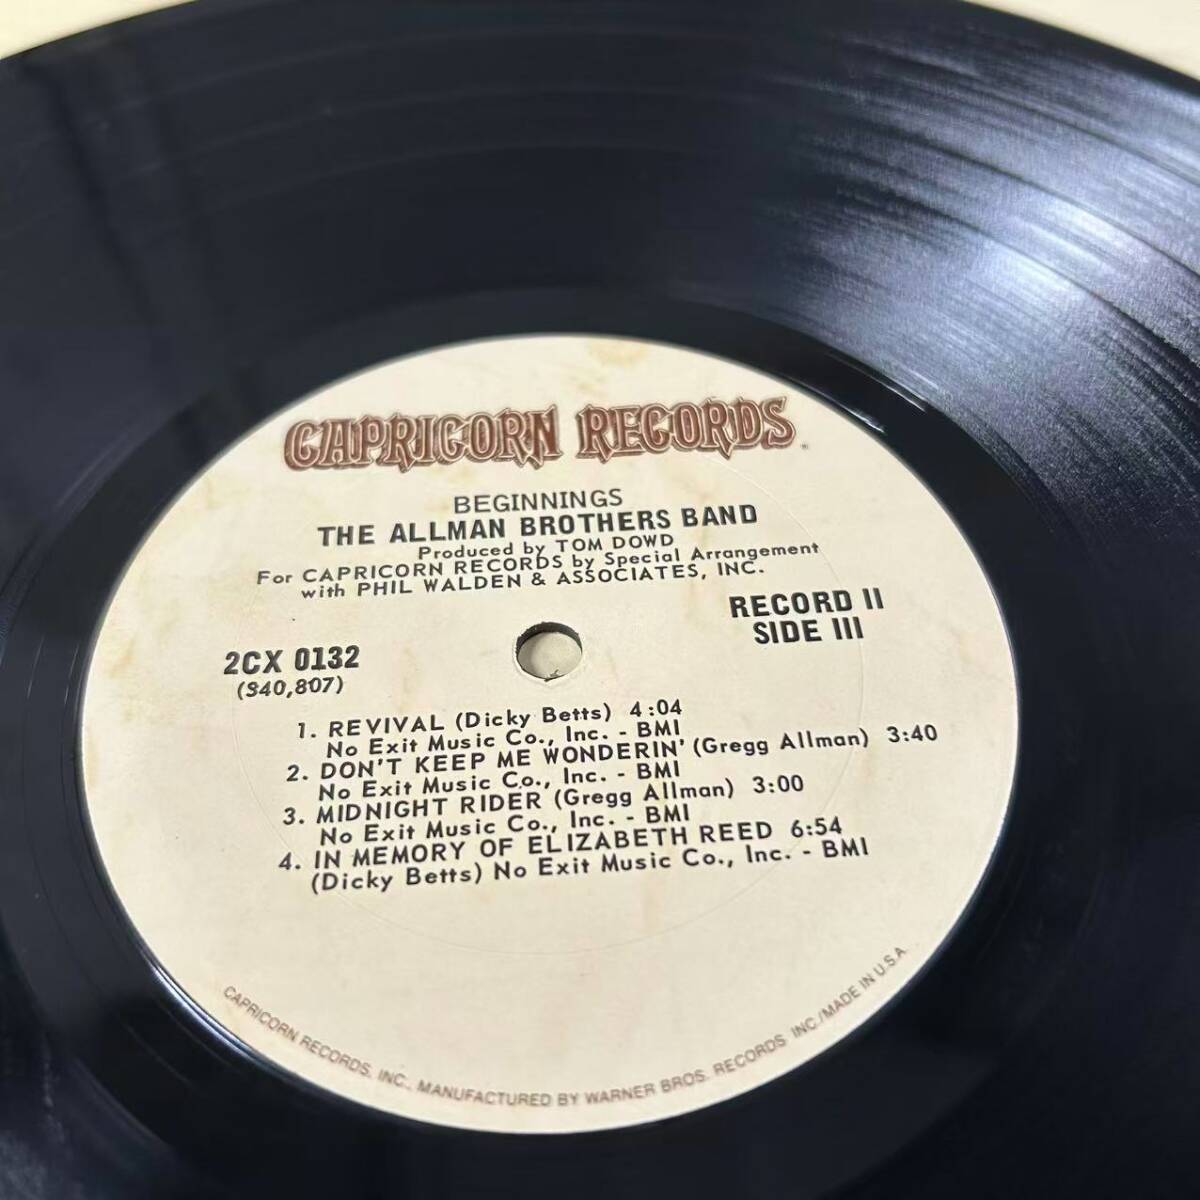 CAPRICORN RECORDS
BEGINNINGS
THE ALLMAN BROTHERS BAND
Produced by TOM DOWD
For CAPRICORN RECORDS by Special Arrangement
with PHIL WALDEN & ASSOCIATES, INC.
RECORD II
SIDE III
2CX 0132
(S40,807)
1. REVIVAL (Dicky Betts) 4:04
No Exit Music Co., Inc. - BMI
2. DON'T KEEP ME WONDERIN' (Gregg Allman) 3:40
No Exit Music Co., Inc. - BMI
3. MIDNIGHT RIDER (Gregg Allman) 3:00
No Exit Music Co., Inc. - BMI
4. IN MEMORY OF ELIZABETH REED 6:54
(Dicky Betts) No Exit Music Co., Inc. - BMI
CAPRICORN RECORDS, INC., MANUFACTURED BY WARNER BROS. RECORDS INC./MADE IN U.S.A.